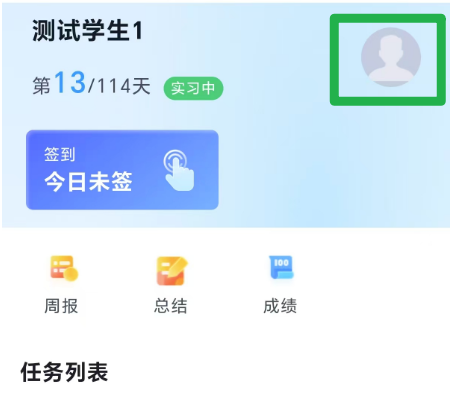 测试学生1
第13/114天 实习中
签到
今日未签
100
周报 总结 成绩
任务列表